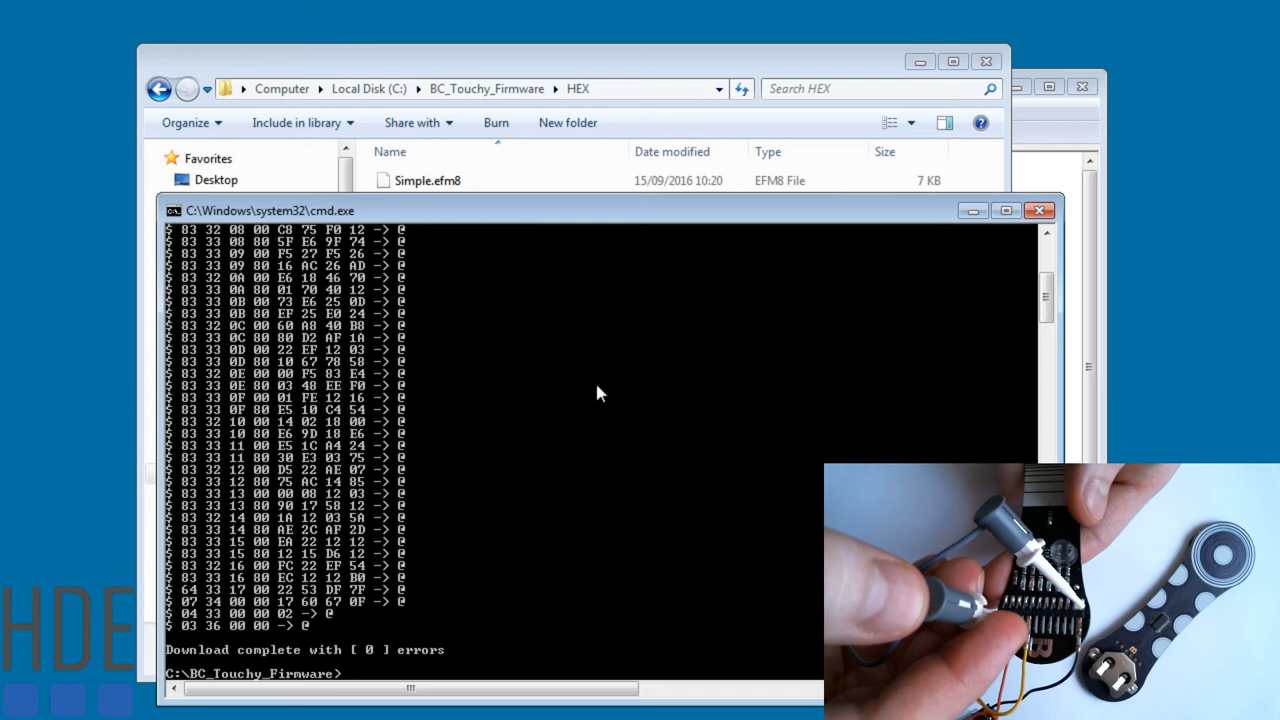 Computer Local Disk (C:) BC_Touchy_Firmware HEX Search HEX
Organize Include in library Share with Burn New folder
Favorites Name Date modified Type Size
Desktop Simple.efm8 15/09/2016 10:20 EFM8 File 7 KB
C:\Windows\system32\cmd.exe
$ 83 32 08 00 C8 75 F0 12 -> @
$ 83 33 08 80 5F E6 9F 74 -> @
$ 83 33 09 00 F5 27 F5 26 -> @
$ 83 33 09 80 16 AC 26 AD -> @
$ 83 32 0A 00 E6 18 46 70 -> @
$ 83 33 0A 80 01 70 40 12 -> @
$ 83 33 0B 00 73 E6 25 0D -> @
$ 83 33 0B 80 EF 25 E0 24 -> @
$ 83 32 0C 00 60 A8 40 B8 -> @
$ 83 33 0C 80 80 D2 AF 1A -> @
$ 83 33 0D 00 22 EF 12 03 -> @
$ 83 33 0D 80 10 67 78 58 -> @
$ 83 32 0E 00 00 F5 83 E4 -> @
$ 83 33 0E 80 03 48 EE F0 -> @
$ 83 33 0F 00 01 FE 12 16 -> @
$ 83 33 0F 80 E5 10 C4 54 -> @
$ 83 32 10 00 14 02 18 00 -> @
$ 83 33 10 80 E6 9D 18 E6 -> @
$ 83 33 11 00 E5 1C A4 24 -> @
$ 83 33 11 80 30 E3 03 75 -> @
$ 83 32 12 00 D5 22 AE 07 -> @
$ 83 33 12 80 75 AC 14 85 -> @
$ 83 33 13 00 00 08 12 03 -> @
$ 83 33 13 80 90 17 58 12 -> @
$ 83 32 14 00 1A 12 03 5A -> @
$ 83 33 14 80 AE 2C AF 2D -> @
$ 83 33 15 00 EA 22 12 12 -> @
$ 83 33 15 80 12 15 D6 12 -> @
$ 83 32 16 00 FC 22 EF 54 -> @
$ 83 33 16 80 EC 12 12 B0 -> @
$ 64 33 17 00 22 53 DF 7F -> @
$ 07 34 00 00 17 60 67 0F -> @
$ 04 33 00 00 02 -> @
$ 03 36 00 00 -> @
Download complete with [ 0 ] errors
C:\BC_Touchy_Firmware>
HDE
B